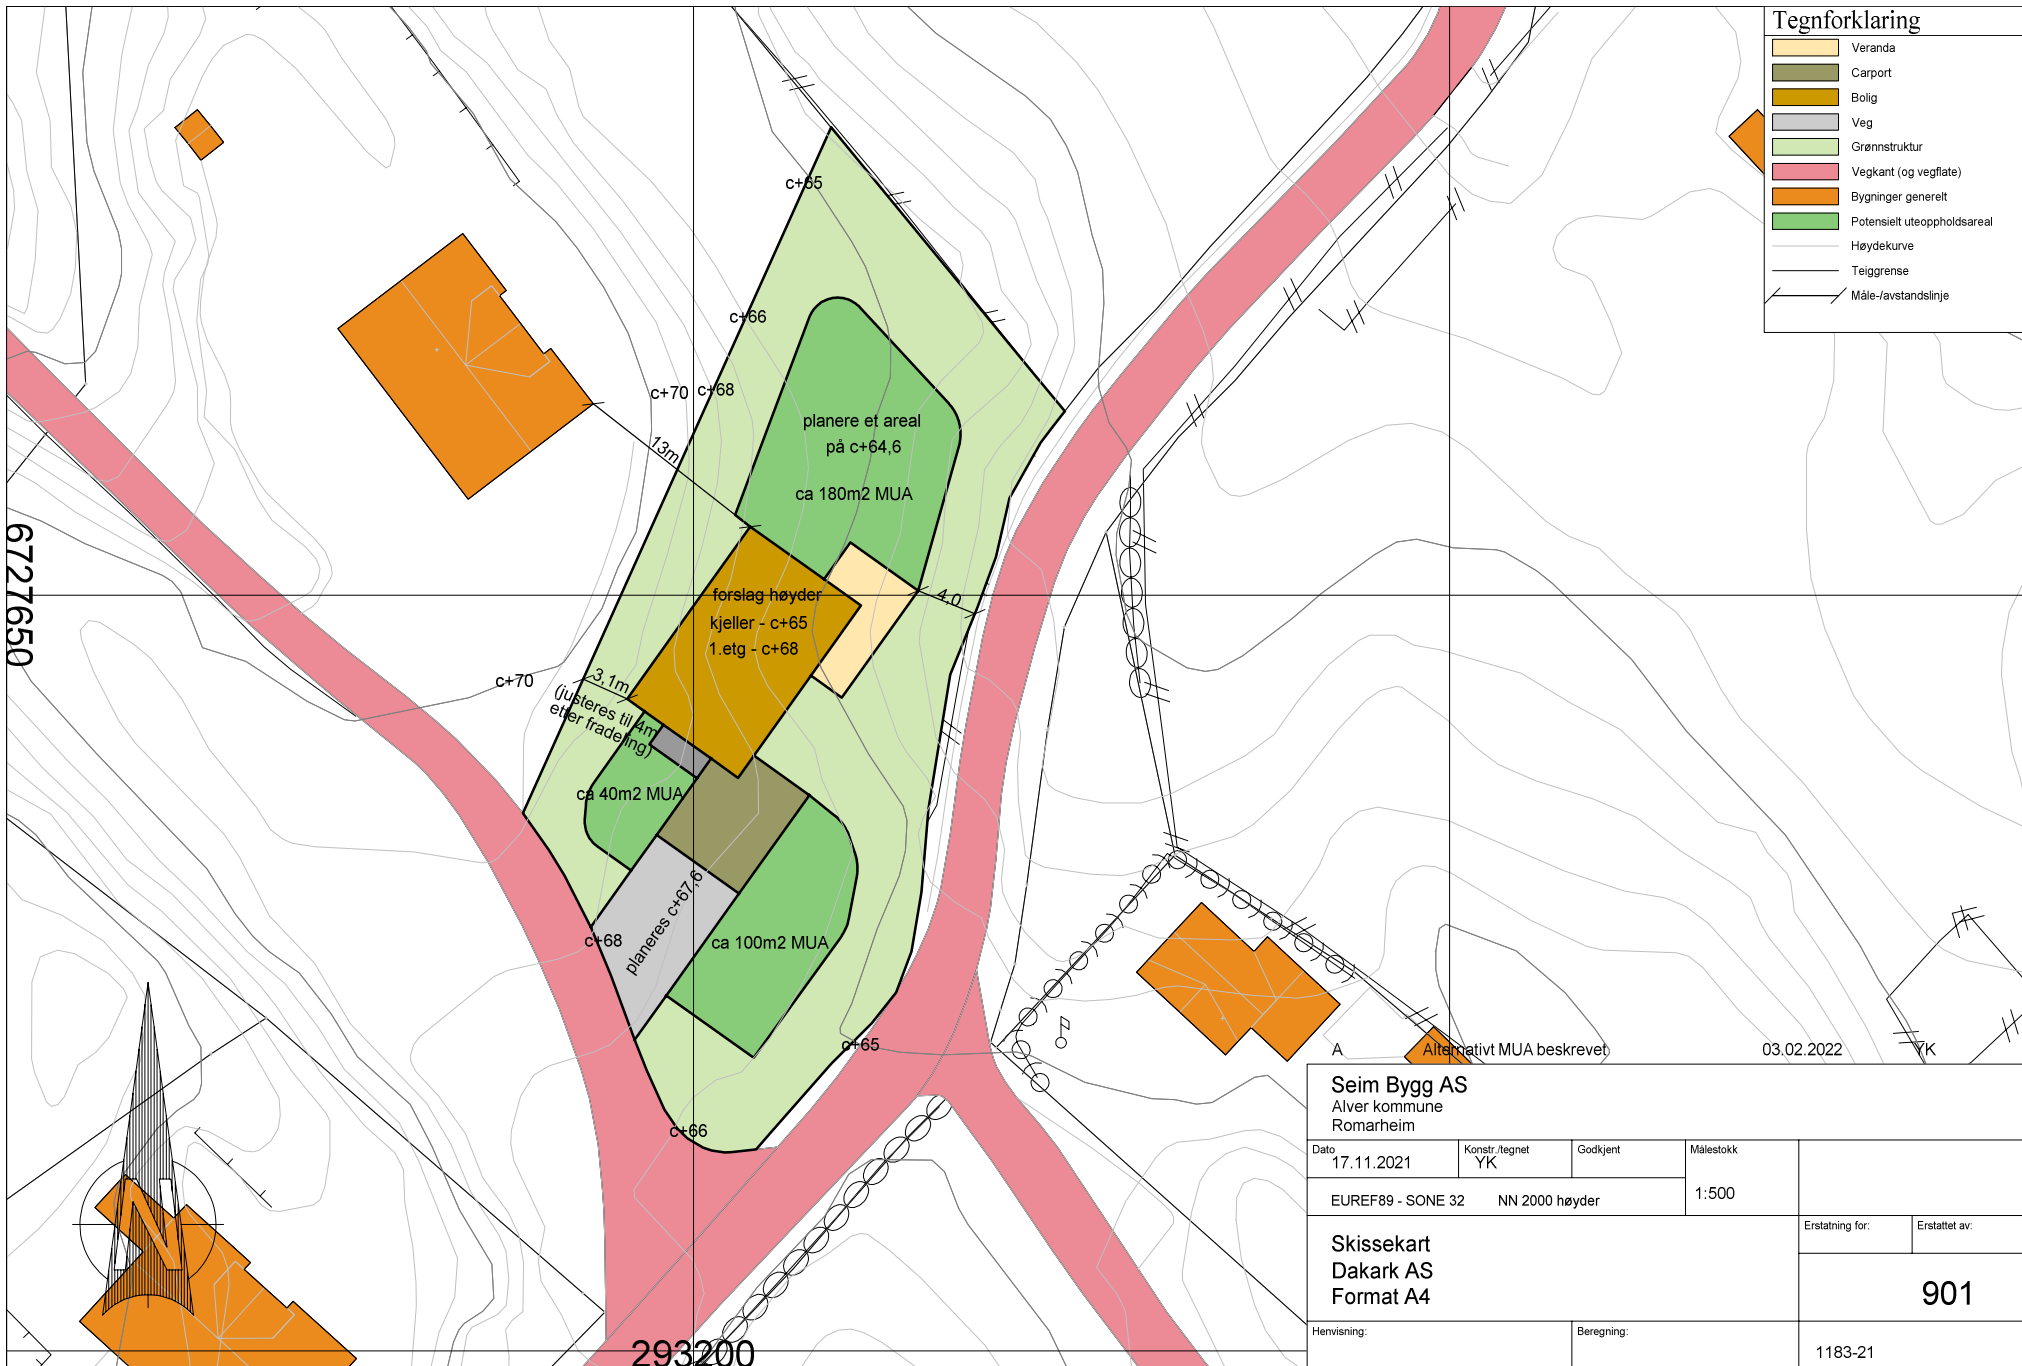 Tegnforklaring
Veranda
Carport
Bolig
Veg
Grønnstruktur
Vegkant (og vegflate)
Bygninger generelt
Potensielt uteoppholdsareal
Høydekurve
Teiggrense
Måle-/avstandslinje
c+65
c+66
c+70
c+68
13m
planere et areal
på c+64,6
ca 180m2 MUA
6727650
forslag høyder
kjeller - c+65
1.etg - c+68
4,0
c+70
3,1m
(justeres til 4m
etter fradeling)
ca 40m2 MUA
planeres c+67,6
c+68
ca 100m2 MUA
c+65
c+66
293200
N
A Alternativt MUA beskrevet 03.02.2022 YK
Seim Bygg AS
Alver kommune
Romarheim
Dato
17.11.2021
Konstr./tegnet
YK
Godkjent
Målestokk
1:500
EUREF89 - SONE 32 NN 2000 høyder
Skissekart
Dakark AS
Format A4
Erstatning for:
Erstattet av:
901
Henvisning:
Beregning:
1183-21